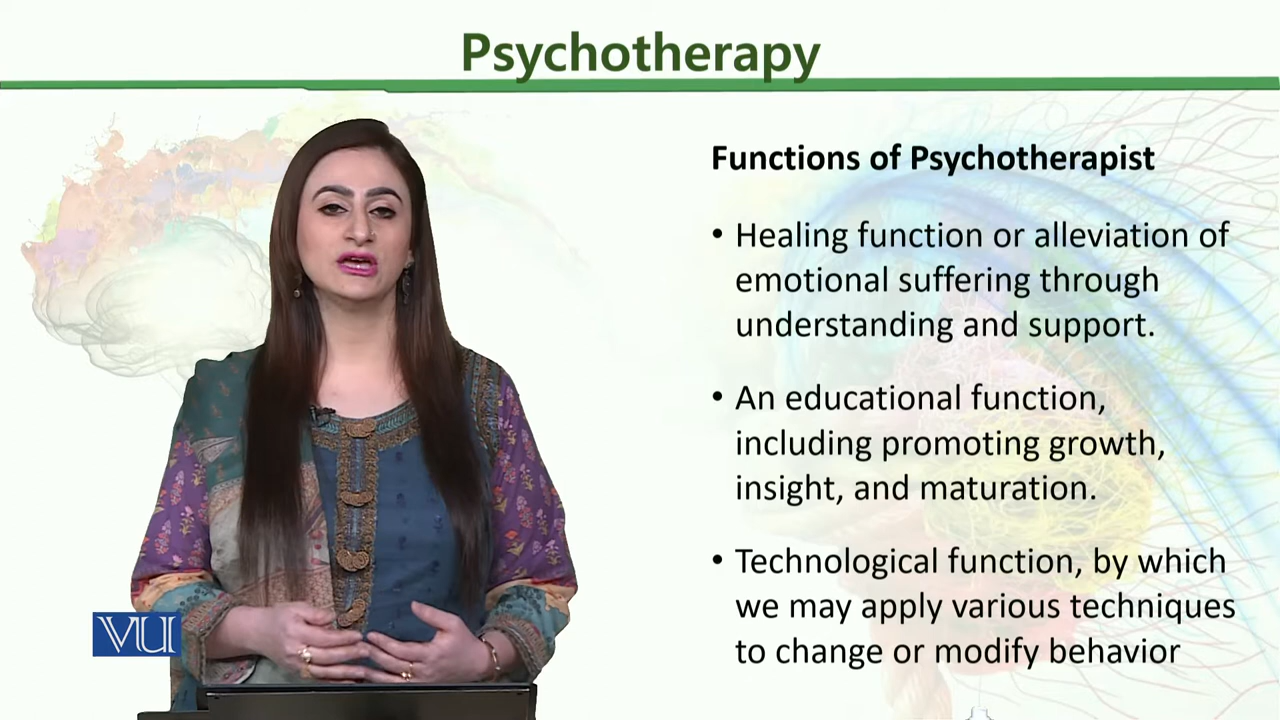 Psychotherapy
Functions of Psychotherapist
• Healing function or alleviation of
emotional suffering through
understanding and support.
• An educational function,
including promoting growth,
insight, and maturation.
• Technological function, by which
we may apply various techniques
to change or modify behavior
VU